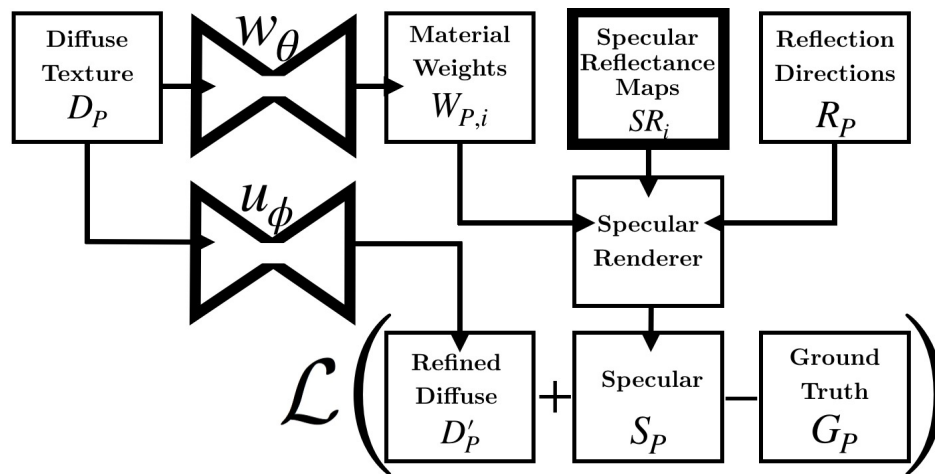 Diffuse
Texture
D_P
w_θ
Material
Weights
W_{P,i}
Specular
Reflectance
Maps
SR_i
Reflection
Directions
R_P
u_ϕ
Specular
Renderer
ℒ(
Refined
Diffuse
D'_P
+
Specular
S_P
−
Ground
Truth
G_P
)